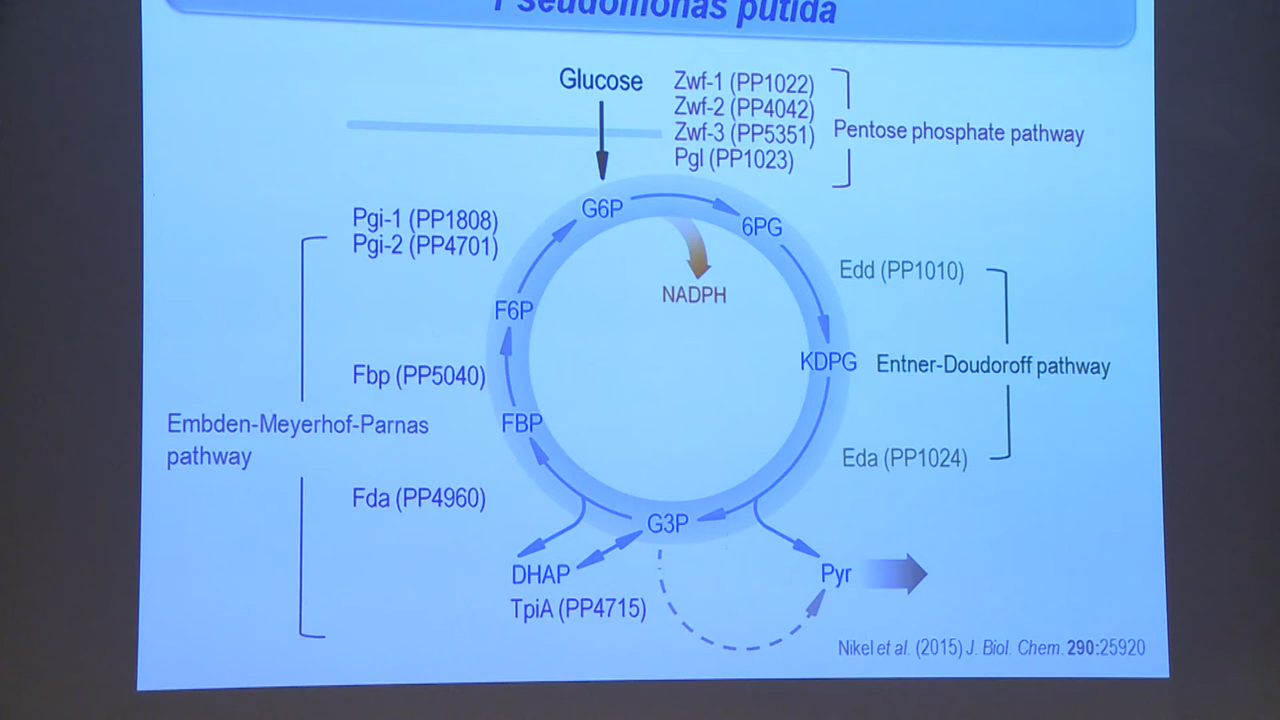 Pseudomonas putida
Glucose
Zwf-1 (PP1022)
Zwf-2 (PP4042)
Zwf-3 (PP5351)
Pgl (PP1023)
Pentose phosphate pathway
Pgi-1 (PP1808)
Pgi-2 (PP4701)
G6P
6PG
Edd (PP1010)
NADPH
F6P
KDPG
Entner-Doudoroff pathway
Fbp (PP5040)
FBP
Embden-Meyerhof-Parnas
pathway
Eda (PP1024)
Fda (PP4960)
G3P
DHAP
Pyr
TpiA (PP4715)
Nikel et al. (2015) J. Biol. Chem. 290:25920